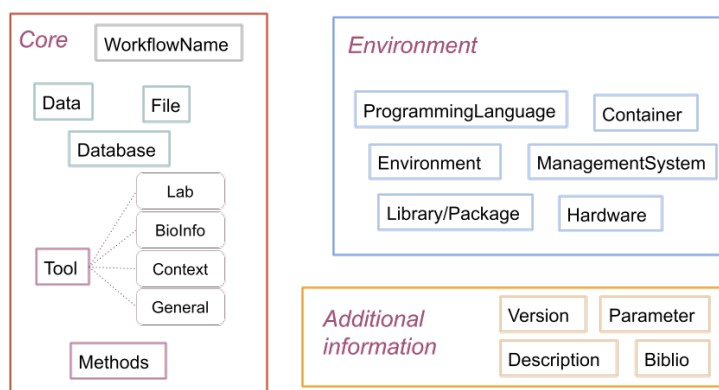 Core
WorkflowName
Data
File
Database
Lab
BioInfo
Tool
Context
General
Methods
Environment
ProgrammingLanguage
Container
Environment
ManagementSystem
Library/Package
Hardware
Additional
information
Version
Parameter
Description
Biblio